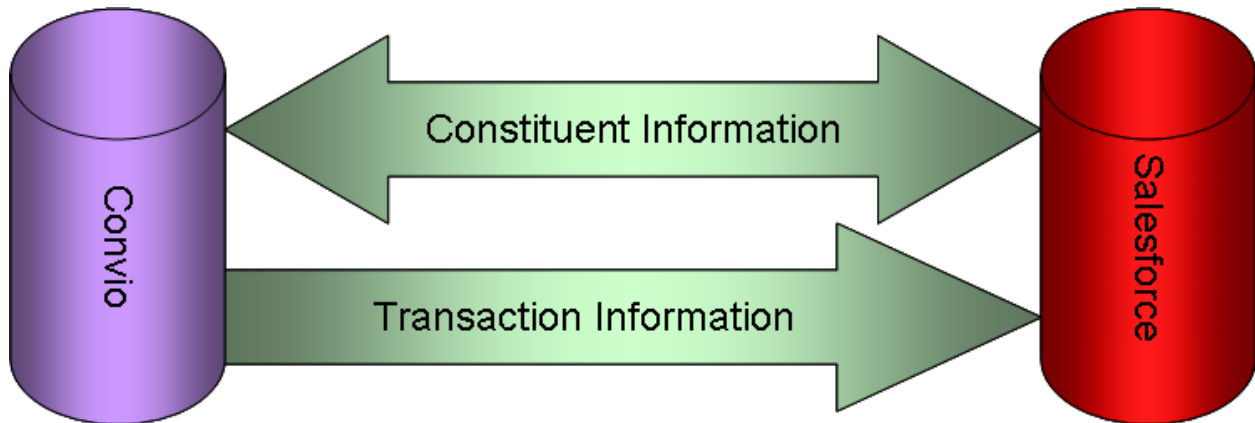 Constituent Information
Convio
Salesforce
Transaction Information